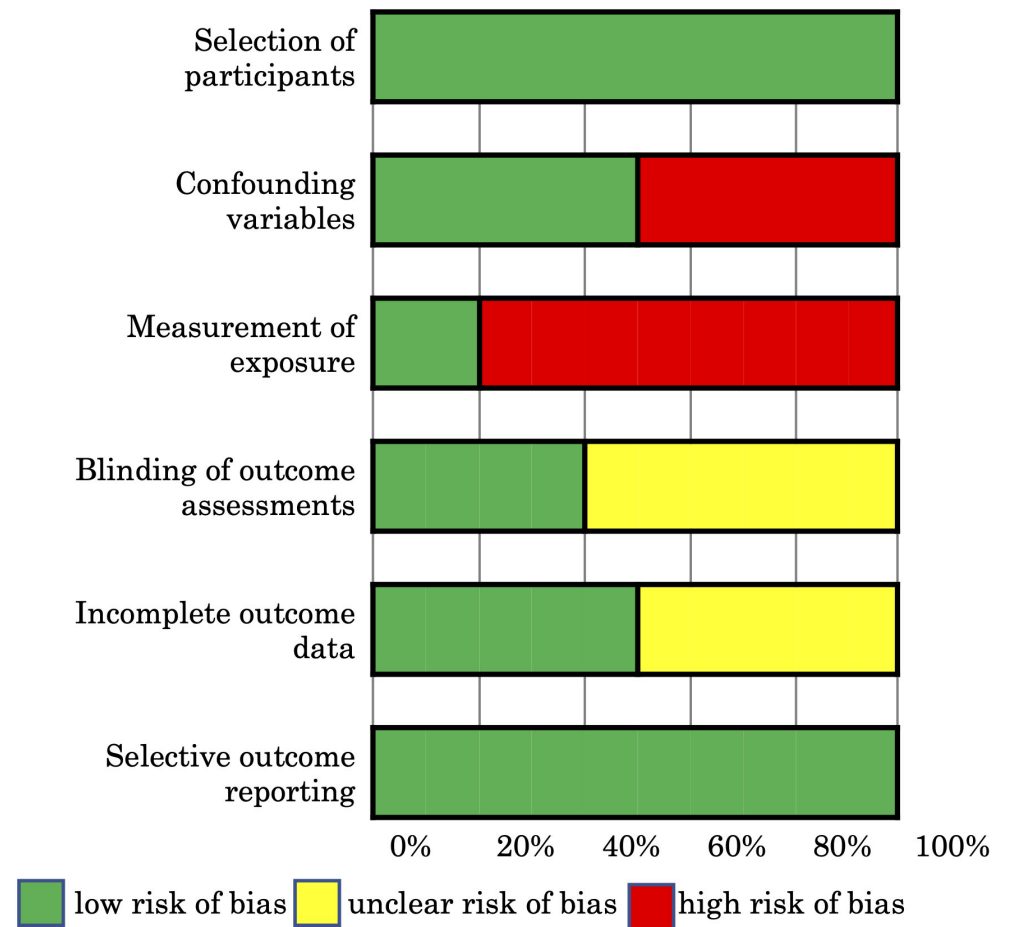 Selection of
participants
Confounding
variables
Measurement of
exposure
Blinding of outcome
assessments
Incomplete outcome
data
Selective outcome
reporting
0% 20% 40% 60% 80% 100%
low risk of bias unclear risk of bias high risk of bias